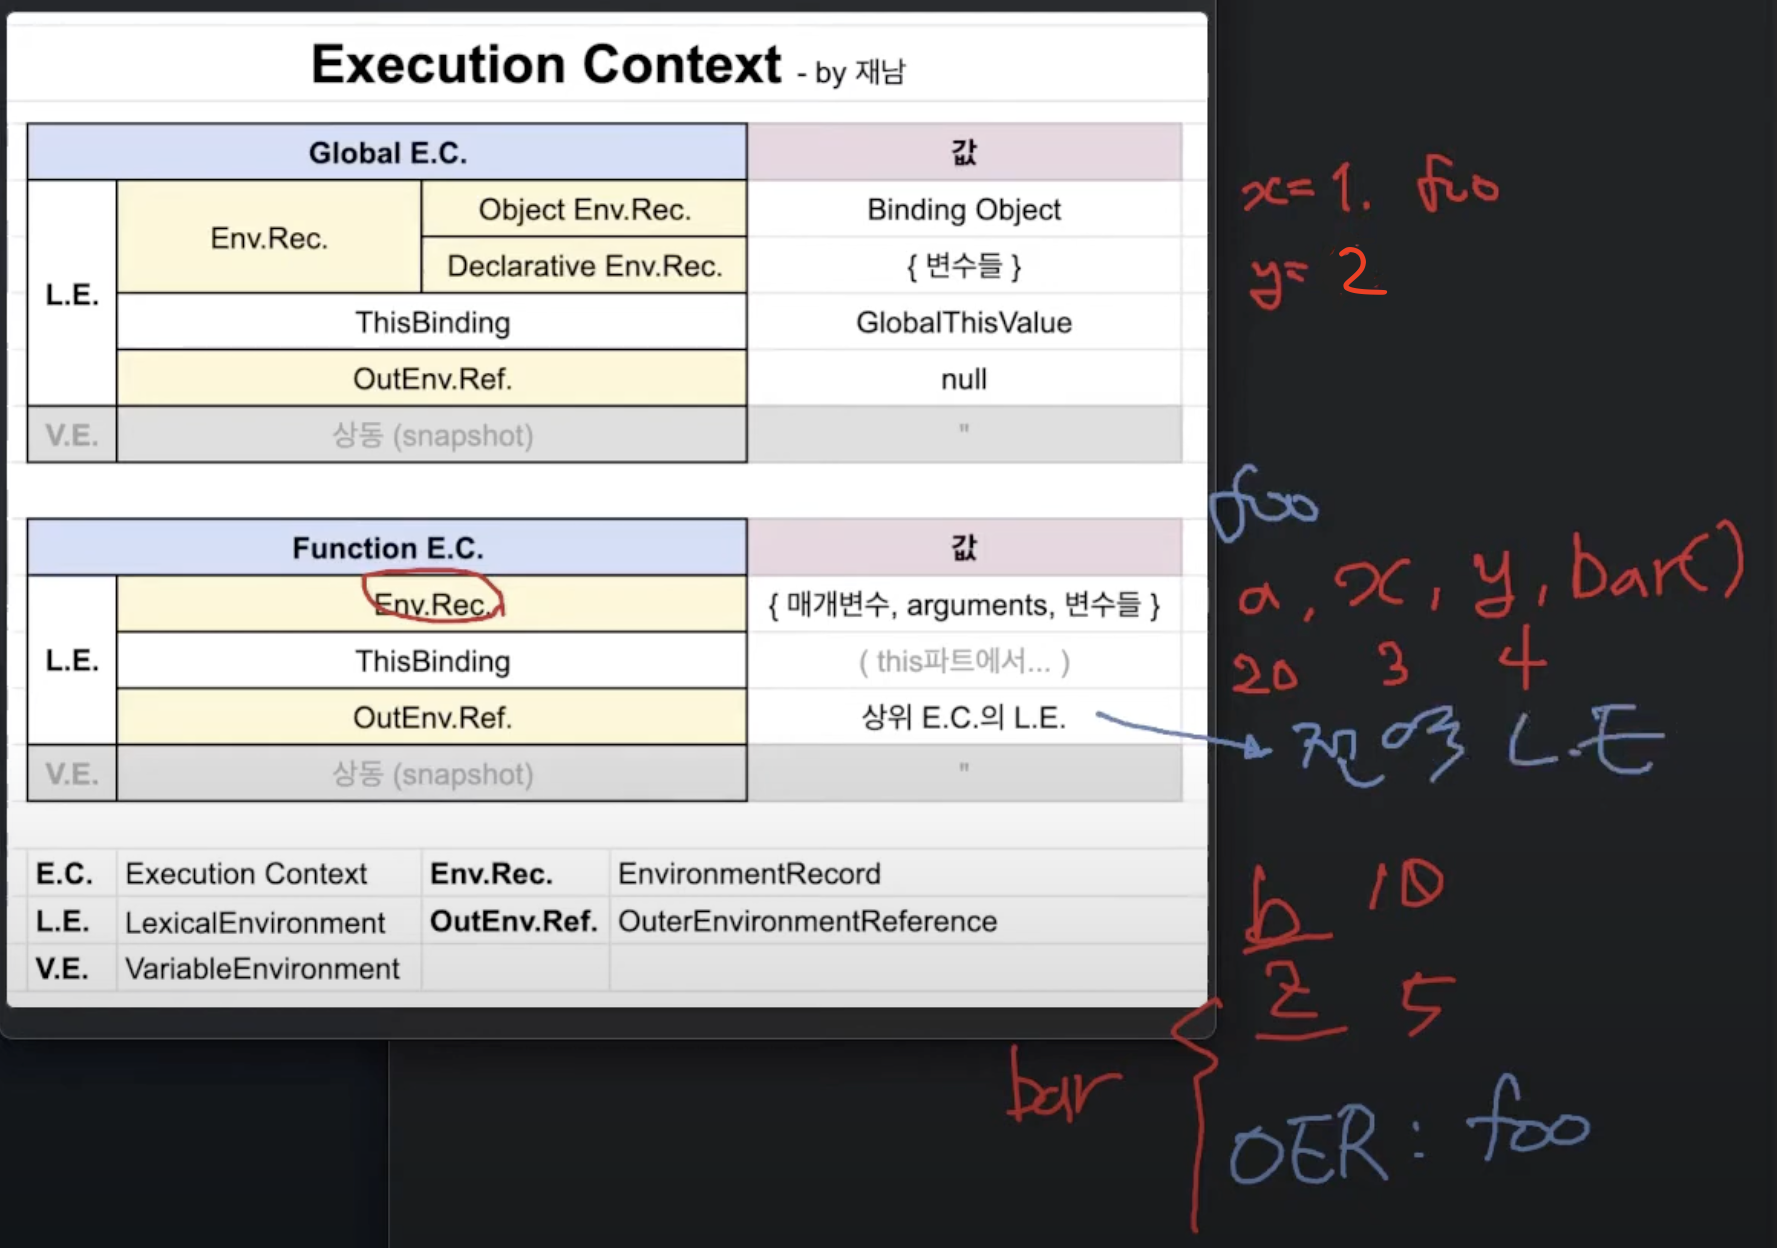 Execution Context - by 재남
Global E.C. 값
L.E. Env.Rec. Object Env.Rec. Binding Object
Declarative Env.Rec. { 변수들 }
ThisBinding GlobalThisValue
OutEnv.Ref. null
V.E. 상동 (snapshot) "
x=1. foo
y= 2
Function E.C. 값
L.E. Env.Rec. { 매개변수, arguments, 변수들 }
ThisBinding ( this파트에서... )
OutEnv.Ref. 상위 E.C.의 L.E.
V.E. 상동 (snapshot) "
foo
a, x, y, bar()
20 3 4
전역 L.E
E.C. Execution Context Env.Rec. EnvironmentRecord
L.E. LexicalEnvironment OutEnv.Ref. OuterEnvironmentReference
V.E. VariableEnvironment
b 10
z 5
bar
OER : foo